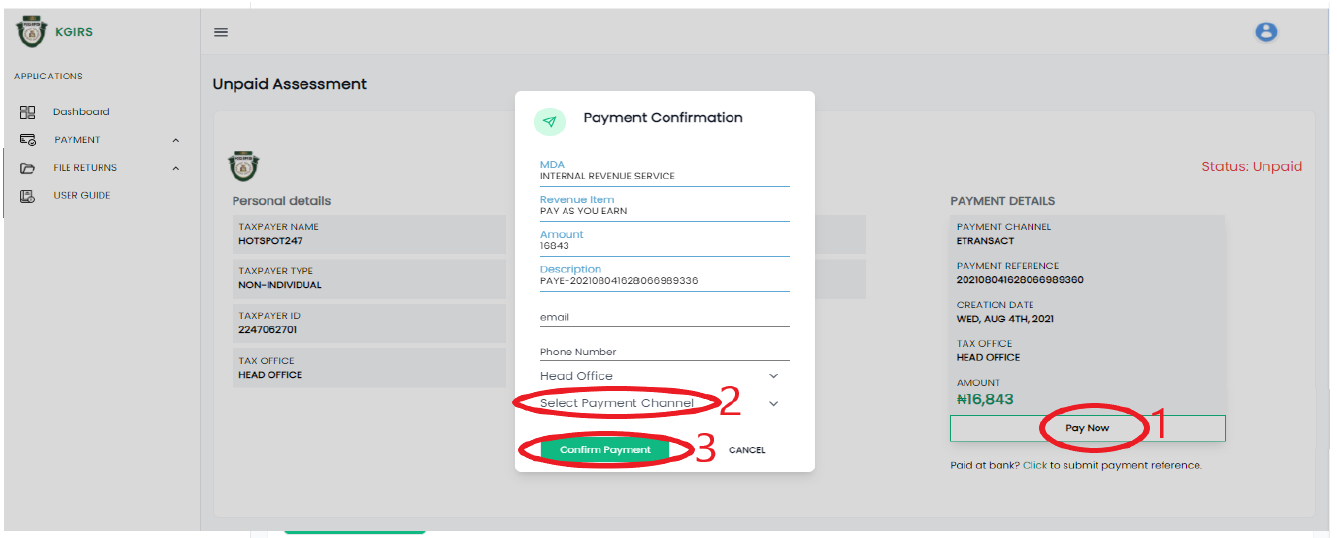 KGIRS
APPLICATIONS
Dashboard
PAYMENT
FILE RETURNS
USER GUIDE
Unpaid Assessment
Status: Unpaid
Personal details
TAXPAYER NAME
HOTSPOT247
TAXPAYER TYPE
NON-INDIVIDUAL
TAXPAYER ID
2247052701
TAX OFFICE
HEAD OFFICE
Payment Confirmation
MDA
INTERNAL REVENUE SERVICE
Revenue Item
PAY AS YOU EARN
Amount
16843
Description
PAYE-202108041628066989336
email
Phone Number
Head Office
Select Payment Channel
2
Confirm Payment
3
CANCEL
PAYMENT DETAILS
PAYMENT CHANNEL
ETRANSACT
PAYMENT REFERENCE
202108041628066989360
CREATION DATE
WED, AUG 4TH, 2021
TAX OFFICE
HEAD OFFICE
AMOUNT
₦16,843
Pay Now
1
Paid at bank? Click to submit payment reference.